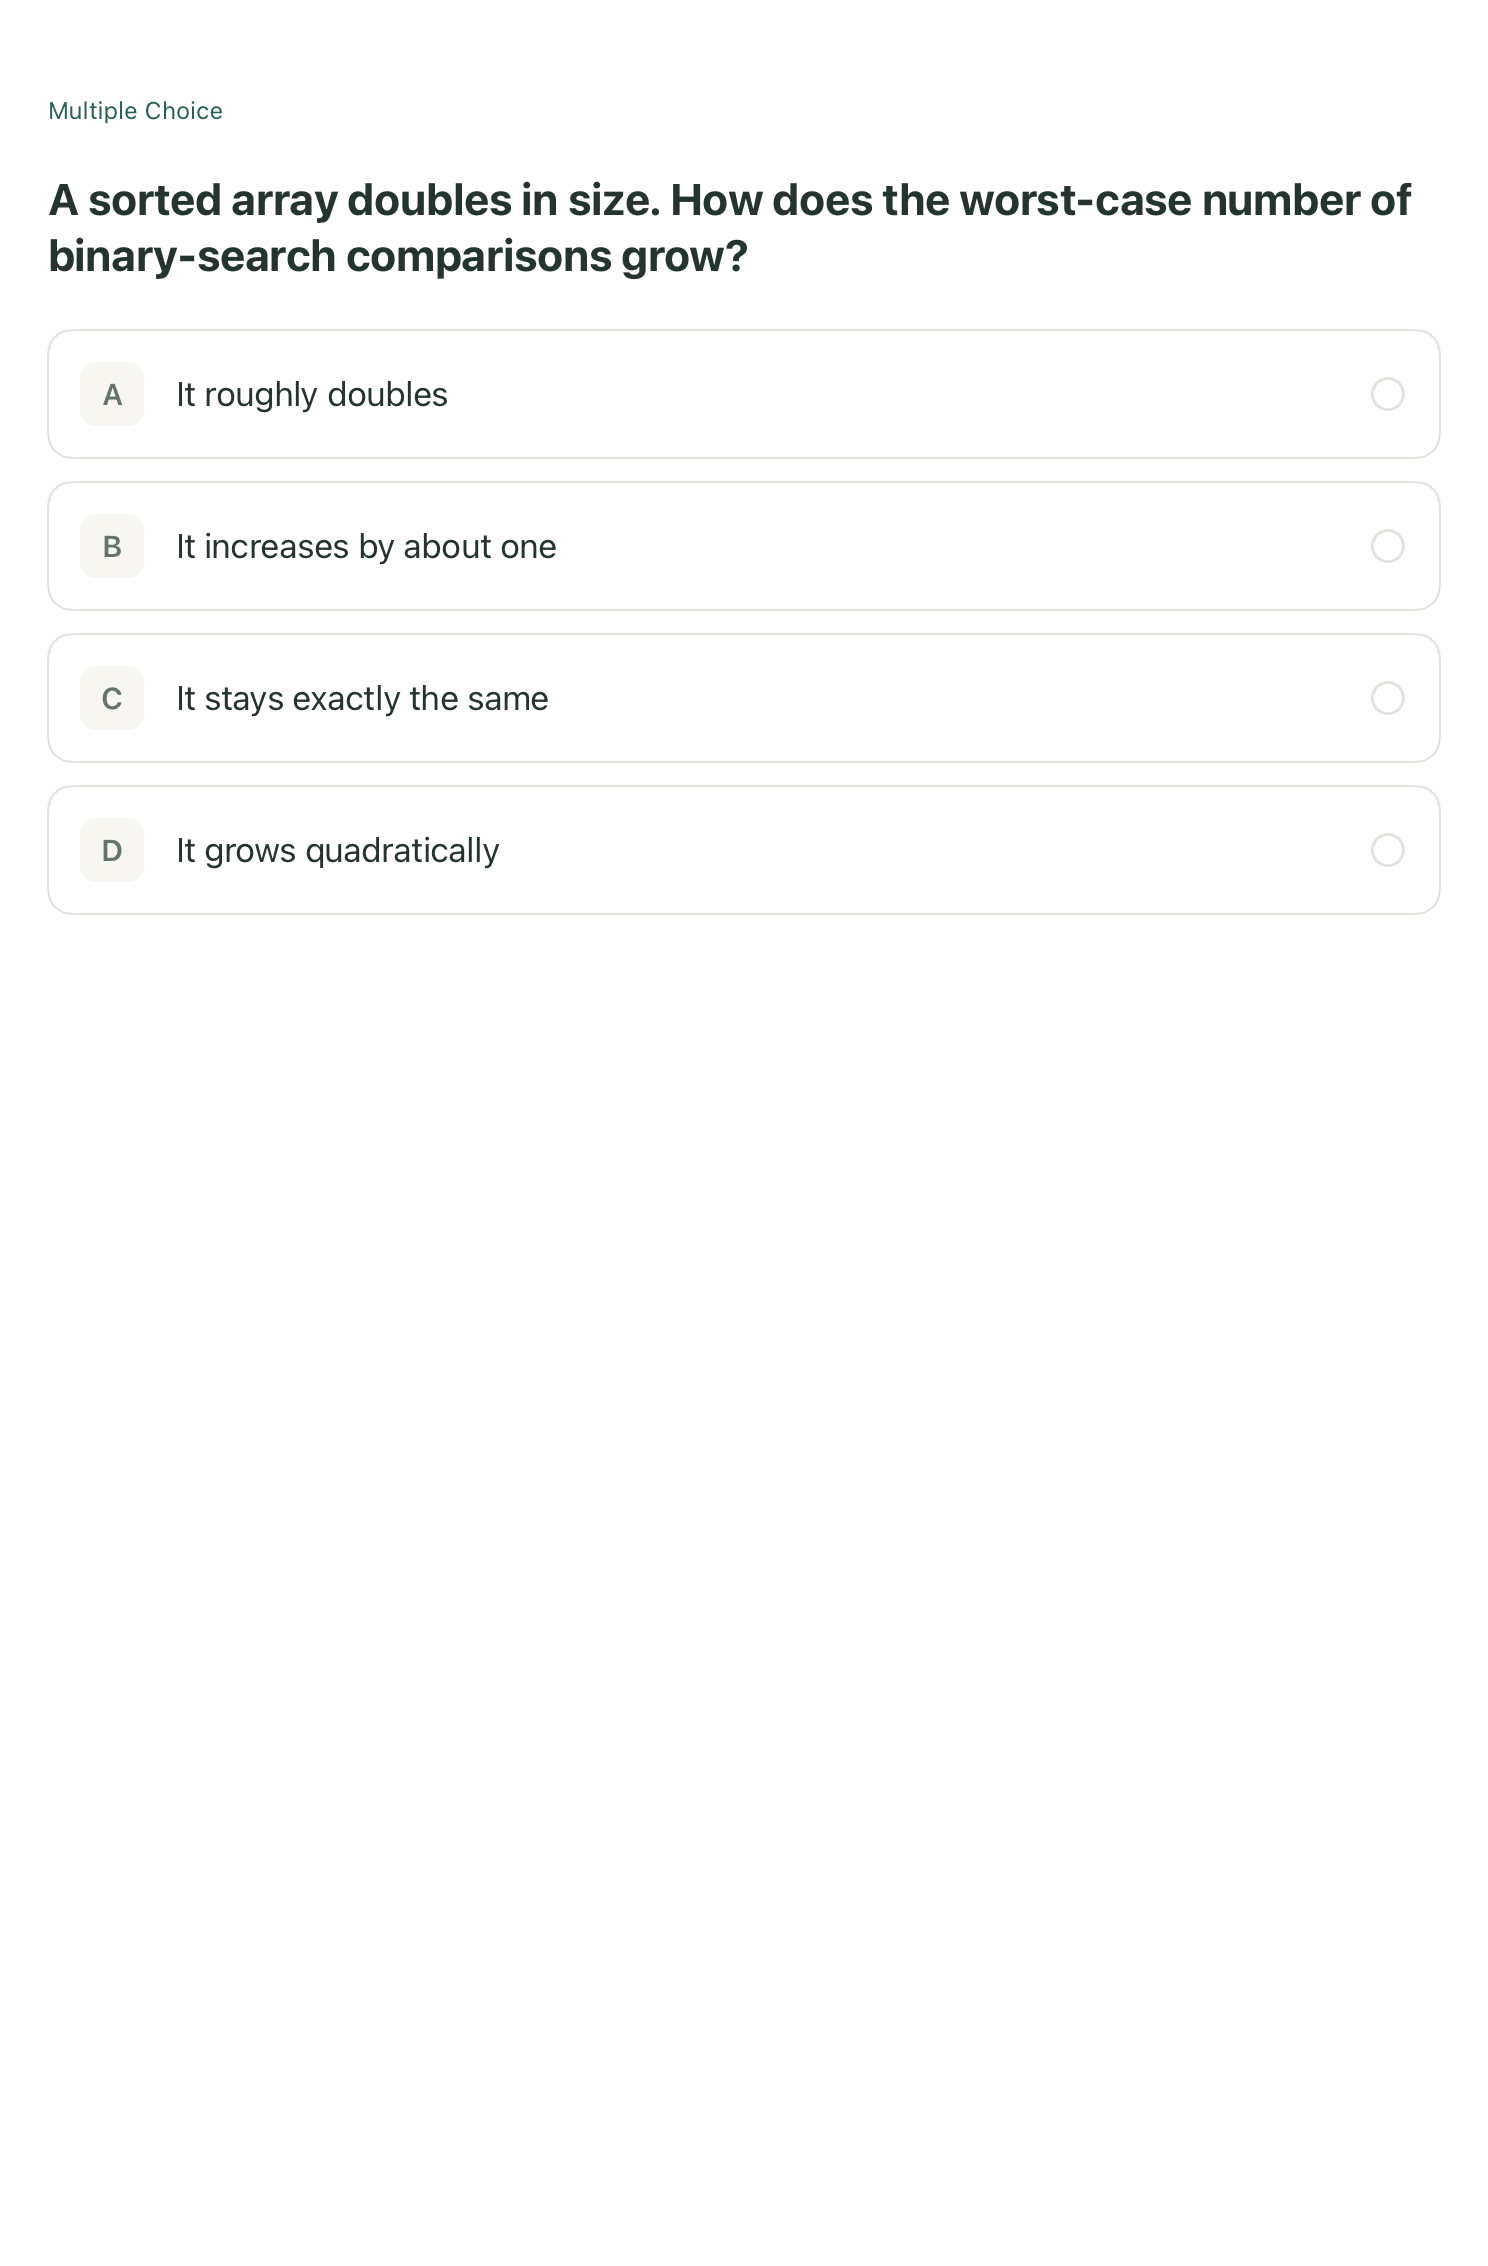 Multiple Choice
A sorted array doubles in size. How does the worst-case number of
binary-search comparisons grow?
A It roughly doubles
B It increases by about one
C It stays exactly the same
D It grows quadratically